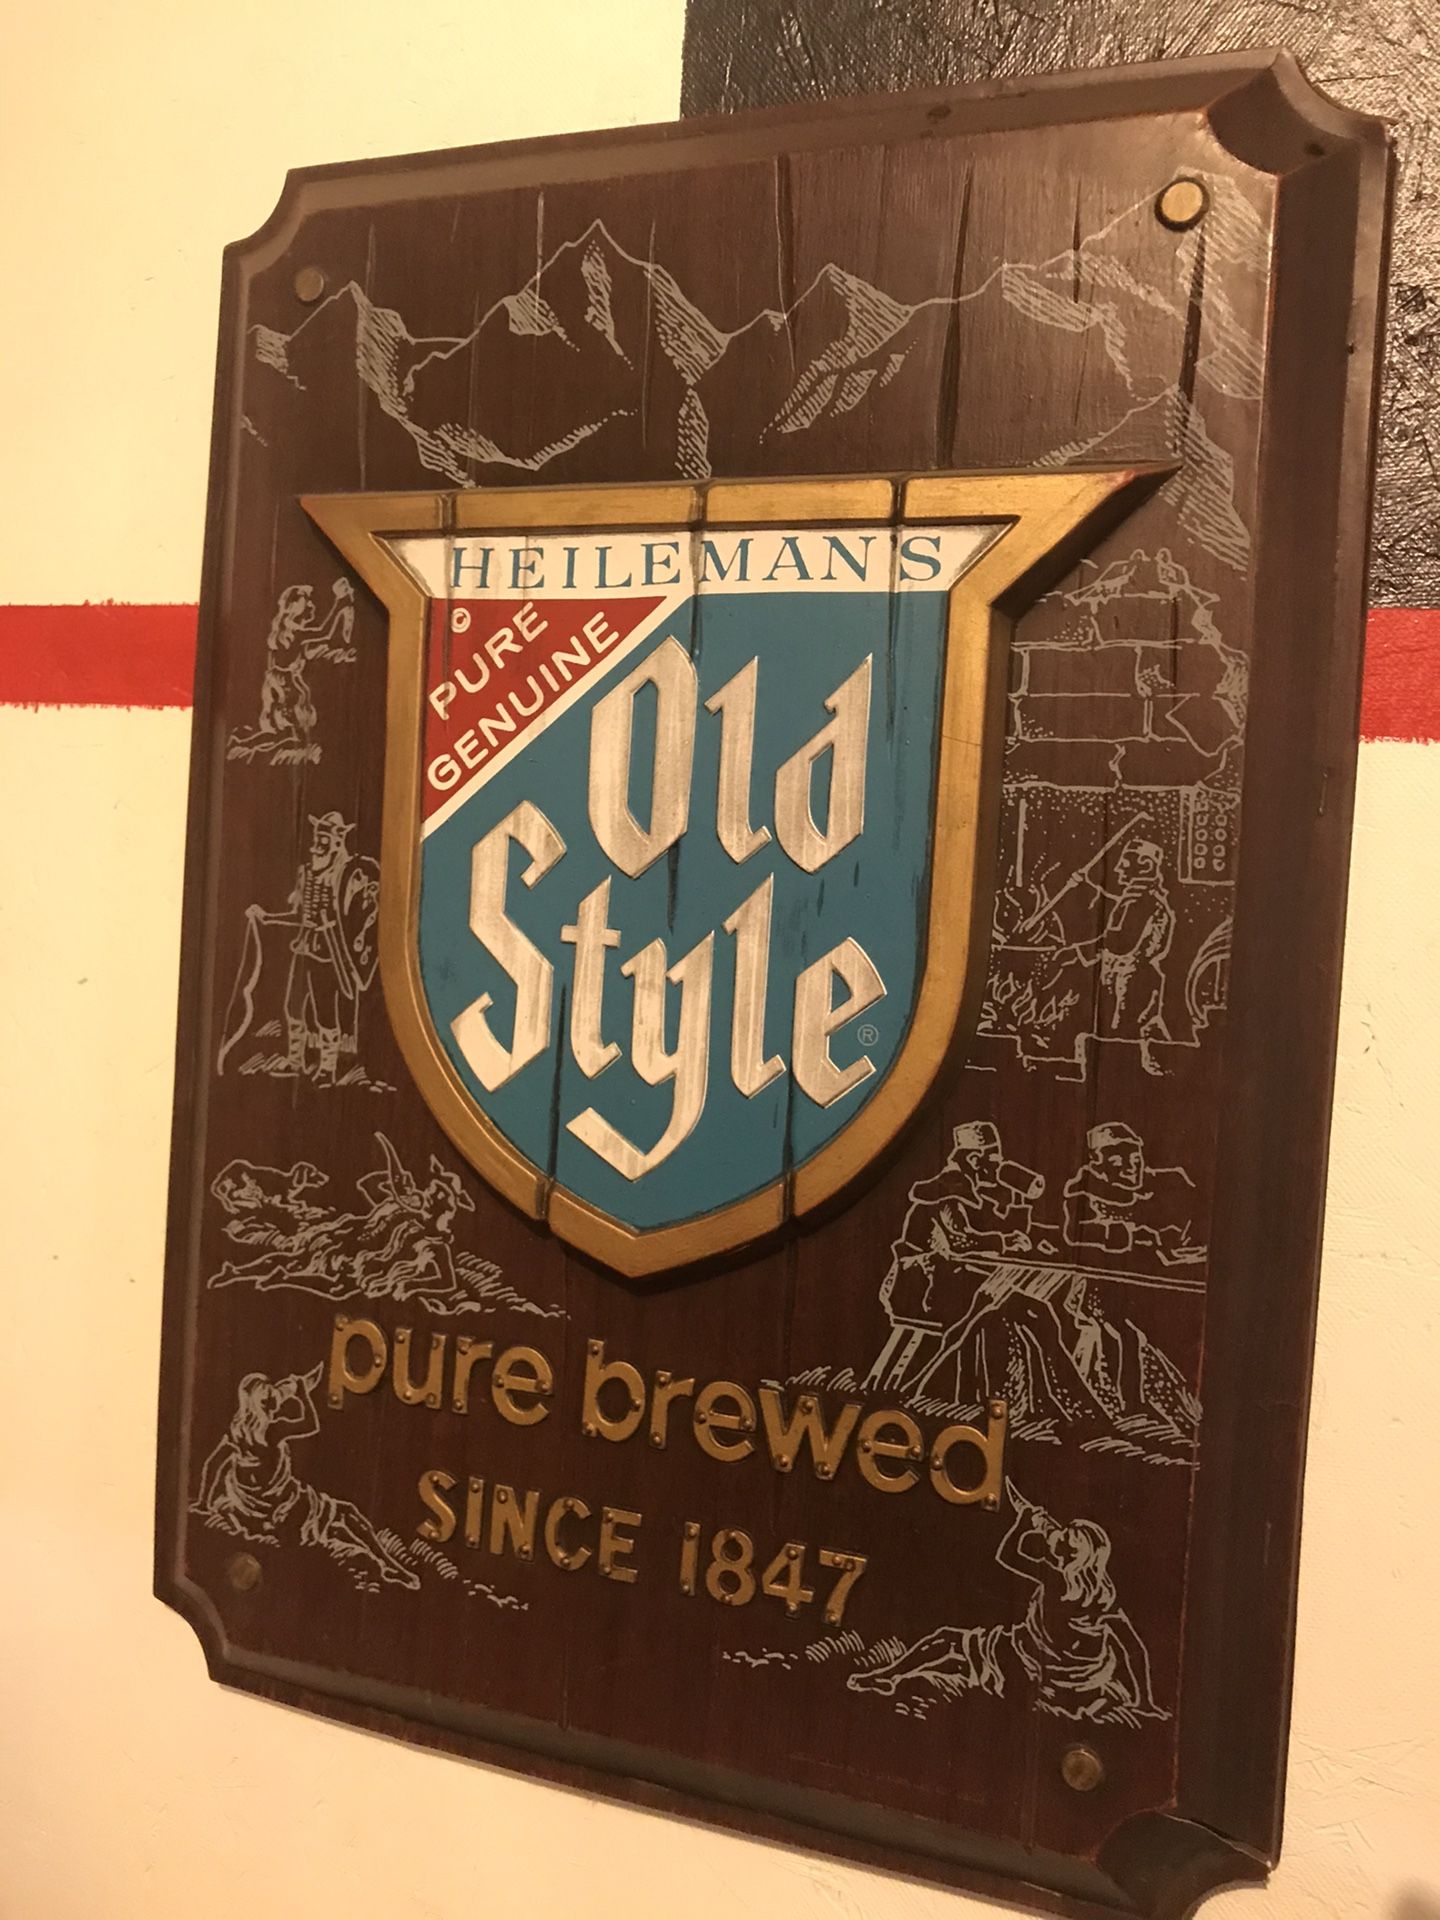 HEILEMAN'S
©
PURE
GENUINE
Old
Style
®
pure brewed
SINCE 1847